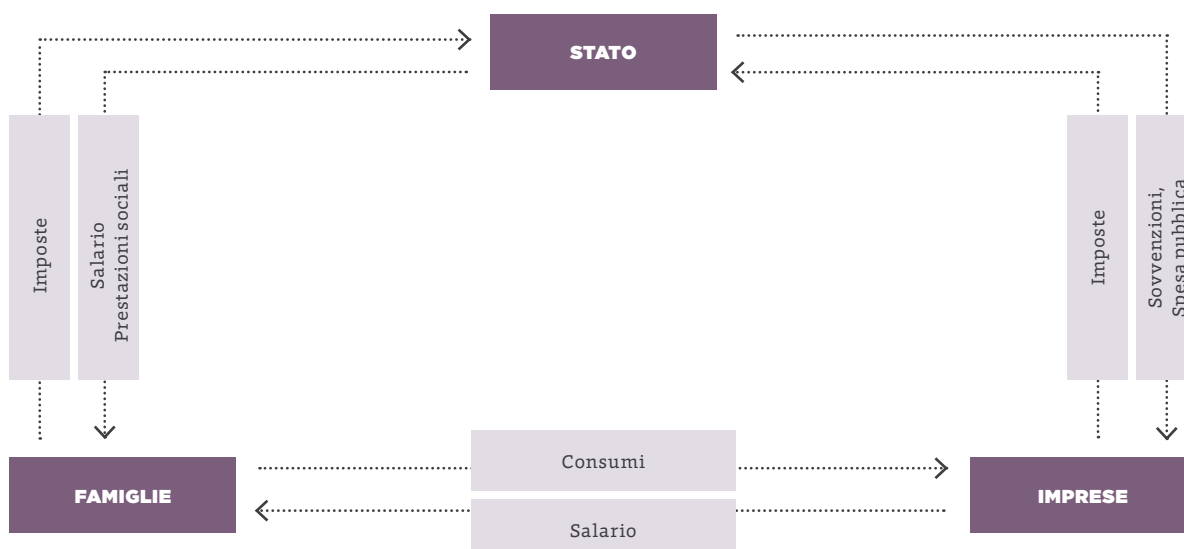 STATO
Imposte
Salario
Prestazioni sociali
Imposte
Sovvenzioni,
Spesa pubblica
Consumi
FAMIGLIE
IMPRESE
Salario